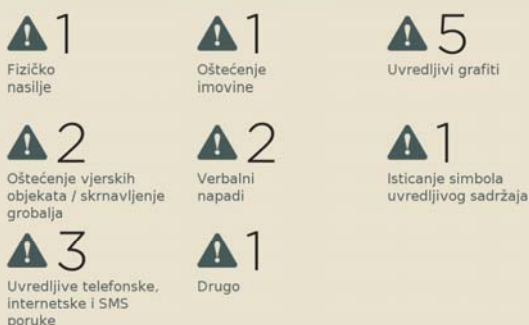 1
Fizičko
nasilje
1
Oštećenje
imovine
5
Uvredljivi grafiti
2
Oštećenje vjerskih
objekata / skrnavljenje
grobalja
2
Verbalni
napadi
1
Isticanje simbola
uvredljivog sadržaja
3
Uvredljive telefonske,
internetske i SMS
poruke
1
Drugo